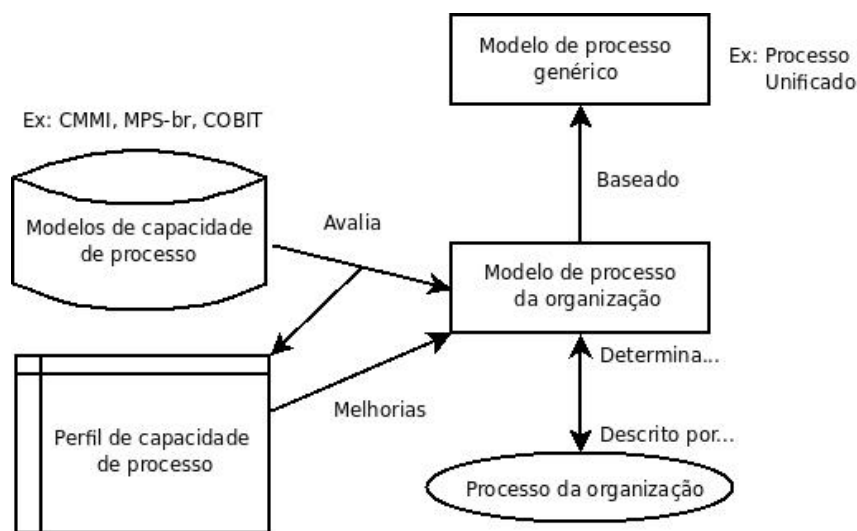 Modelo de processo
genérico
Ex: Processo
Unificado
Ex: CMMI, MPS-br, COBIT
Baseado
Modelos de capacidade
de processo
Avalia
Modelo de processo
da organização
Determina...
Melhorias
Perfil de capacidade
de processo
Descrito por...
Processo da organização